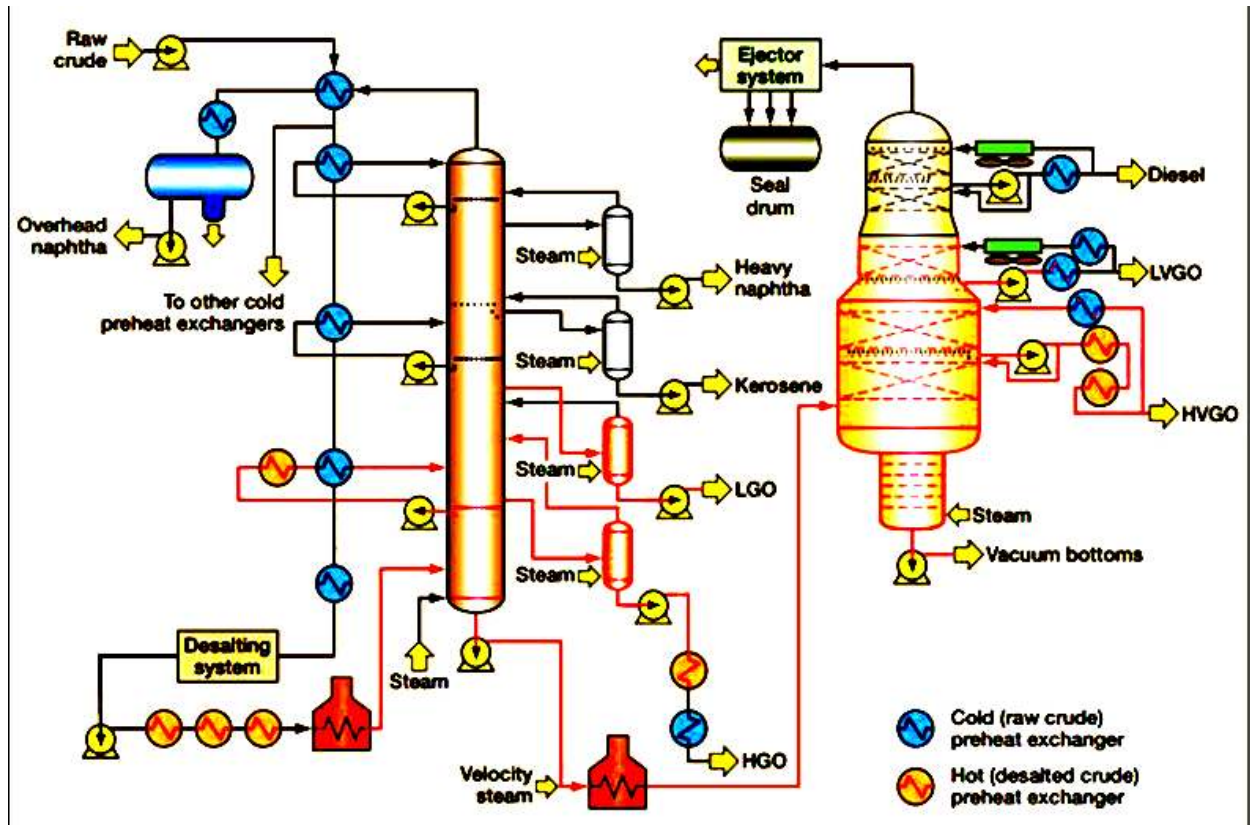 Raw
crude
Ejector
system
Seal
drum
Diesel
Overhead
naphtha
To other cold
preheat exchangers
Steam
Heavy
naphtha
LVGO
Steam
Kerosene
HVGO
Steam
LGO
Steam
Steam
Vacuum bottoms
Desalting
system
Steam
Velocity
steam
HGO
Cold (raw crude)
preheat exchanger
Hot (desalted crude)
preheat exchanger